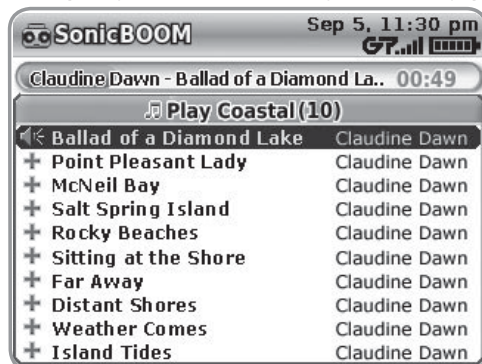 SonicBOOM Sep 5, 11:30 pm
G7
Claudine Dawn - Ballad of a Diamond La.. 00:49
Play Coastal (10)
Ballad of a Diamond Lake Claudine Dawn
Point Pleasant Lady Claudine Dawn
McNeil Bay Claudine Dawn
Salt Spring Island Claudine Dawn
Rocky Beaches Claudine Dawn
Sitting at the Shore Claudine Dawn
Far Away Claudine Dawn
Distant Shores Claudine Dawn
Weather Comes Claudine Dawn
Island Tides Claudine Dawn